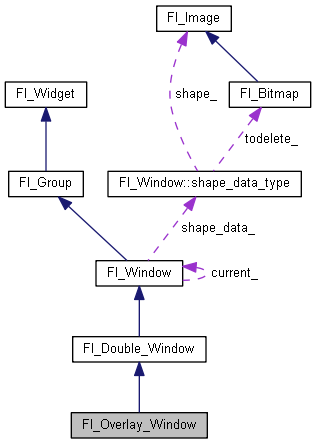 Fl_Image
Fl_Widget
shape_
Fl_Bitmap
todelete_
Fl_Group
Fl_Window::shape_data_type
shape_data_
Fl_Window
current_
Fl_Double_Window
Fl_Overlay_Window